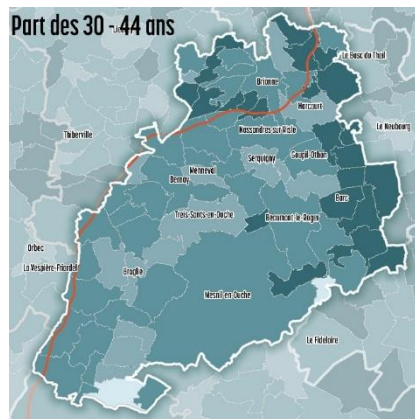 Part des 30 - 44 ans
Le Bosc du Theil
Brionne
Harcourt
Thiberville
Le Neubourg
Nassandres sur Risle
Serquigny
Goupil-Othon
Menneval
Bernay
Barc
Trois-Saints-en-Ouche
Beaumont-le-Roger
Orbec
La Vespière-Friardel
Broglie
Mesnil-en-Ouche
Le Fidelaire